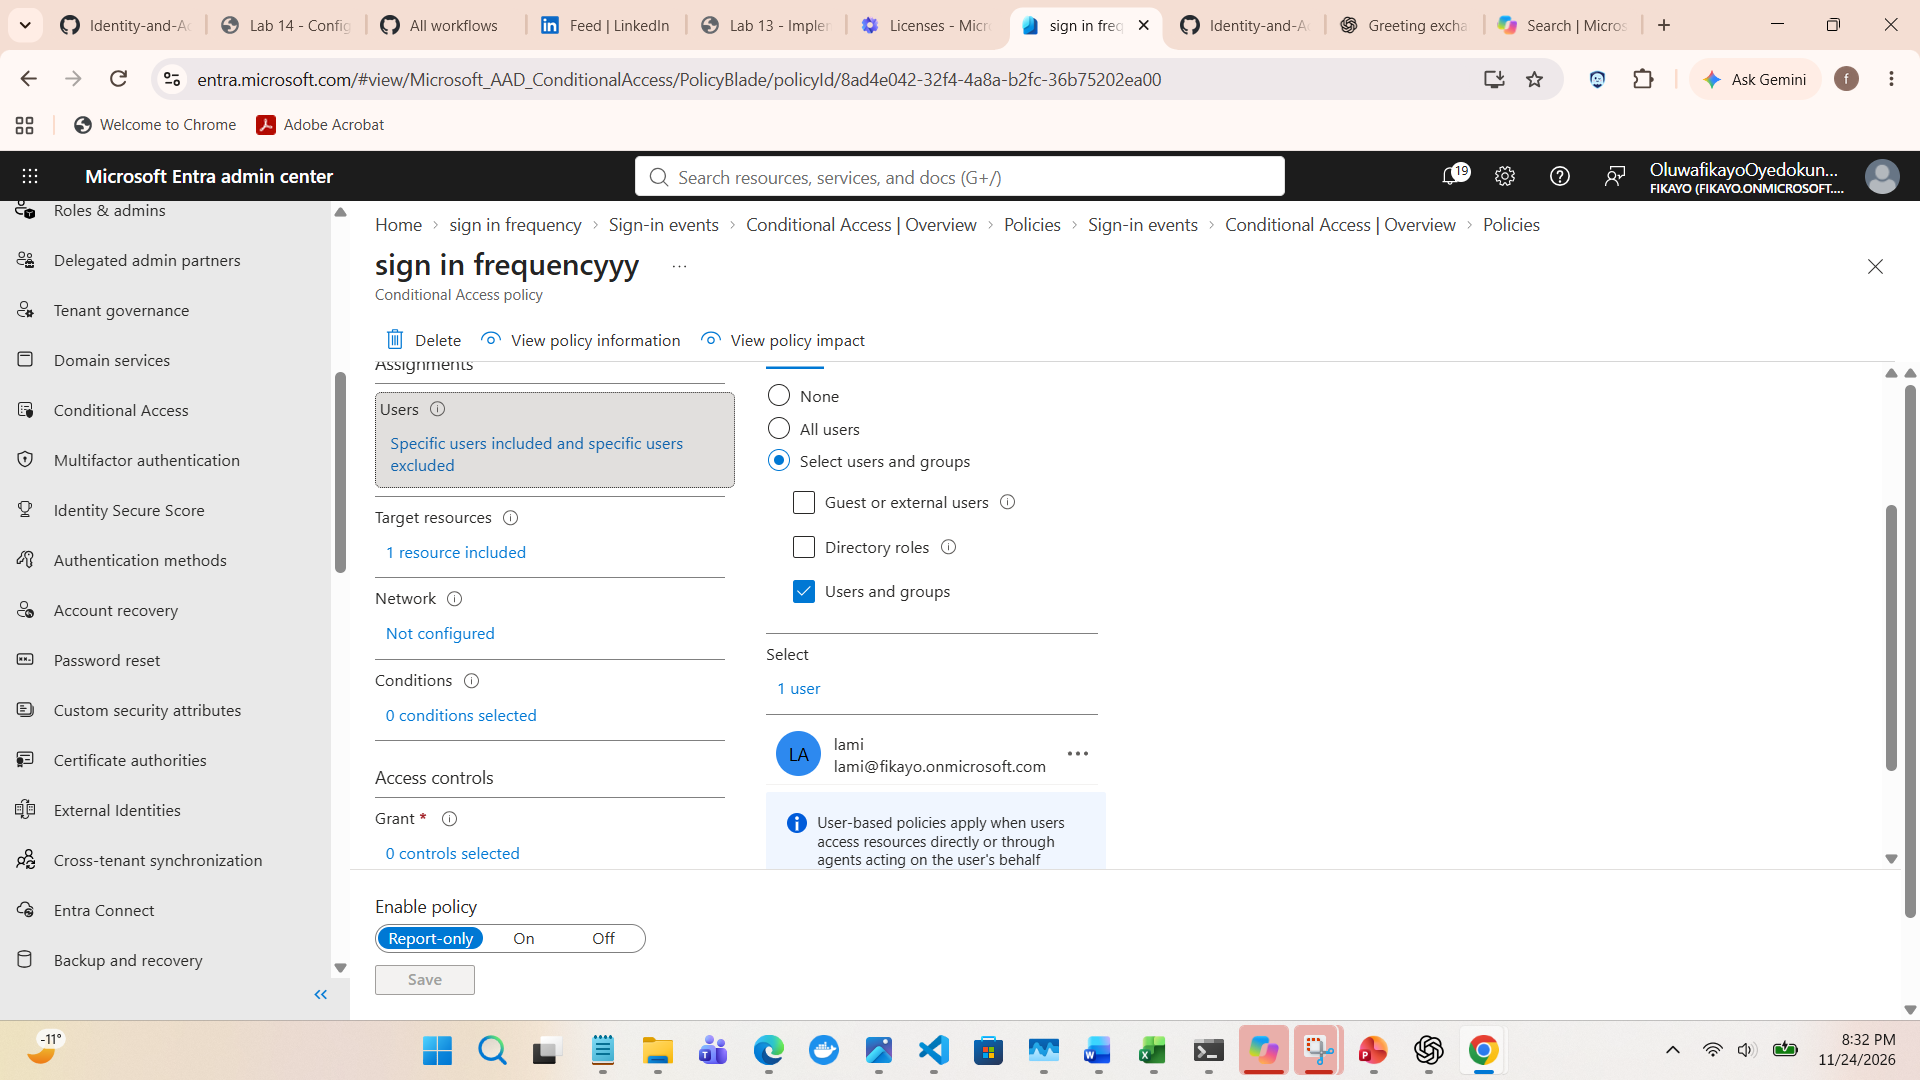 Identity-and-Ac
Lab 14 - Config
All workflows
Feed | LinkedIn
Lab 13 - Implem
Licenses - Micro
sign in freq
Identity-and-Ac
Greeting excha
Search | Micros
entra.microsoft.com/#view/Microsoft_AAD_ConditionalAccess/PolicyBlade/policyId/8ad4e042-32f4-4a8a-b2fc-36b75202ea00
Ask Gemini
f
Welcome to Chrome
Adobe Acrobat
Microsoft Entra admin center
Search resources, services, and docs (G+/)
19
OluwafikayoOyedokun...
FIKAYO (FIKAYO.ONMICROSOFT....
Roles & admins
Delegated admin partners
Tenant governance
Domain services
Conditional Access
Multifactor authentication
Identity Secure Score
Authentication methods
Account recovery
Password reset
Custom security attributes
Certificate authorities
External Identities
Cross-tenant synchronization
Entra Connect
Backup and recovery
Home > sign in frequency > Sign-in events > Conditional Access | Overview > Policies > Sign-in events > Conditional Access | Overview > Policies
sign in frequencyyy ...
Conditional Access policy
Delete
View policy information
View policy impact
Assignments
Users
Specific users included and specific users
excluded
Target resources
1 resource included
Network
Not configured
Conditions
0 conditions selected
Access controls
Grant *
0 controls selected
None
All users
Select users and groups
Guest or external users
Directory roles
Users and groups
Select
1 user
LA
lami
lami@fikayo.onmicrosoft.com
User-based policies apply when users
access resources directly or through
agents acting on the user's behalf
Enable policy
Report-only
On
Off
Save
-11°
8:32 PM
11/24/2026